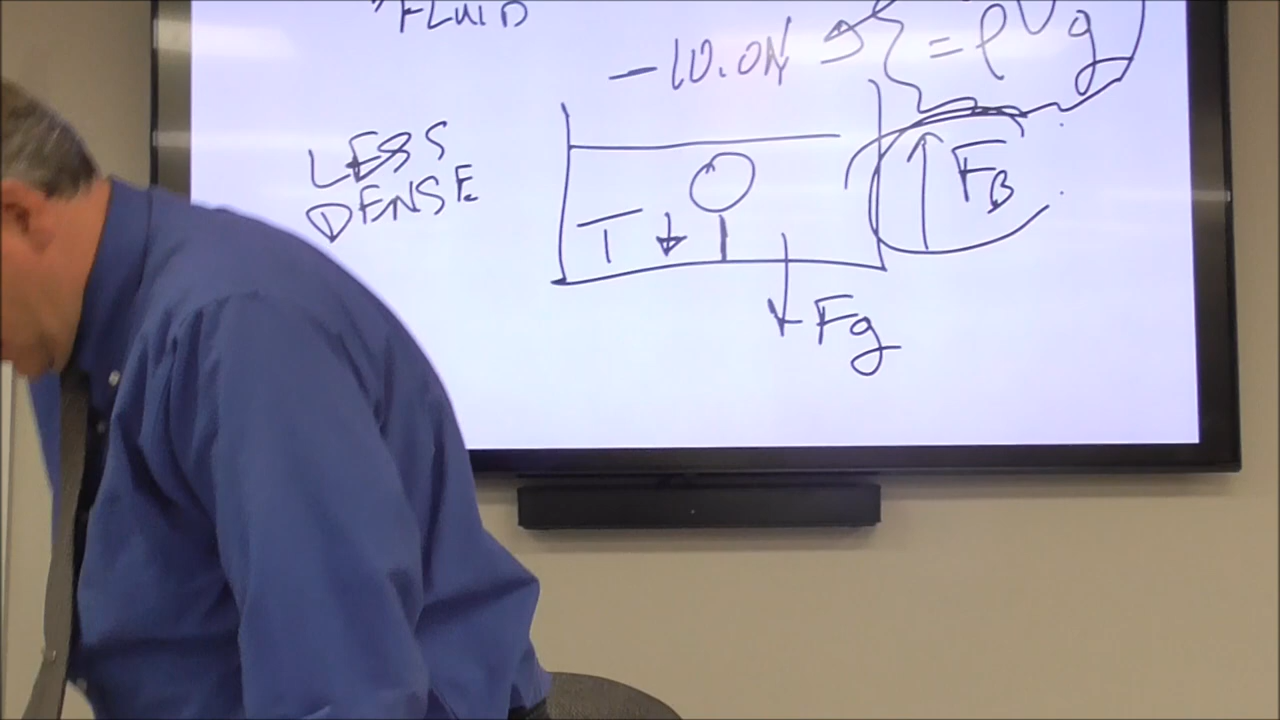 FLUID
-10.0N
= ρVg
LESS
DENSE
T
FB
Fg